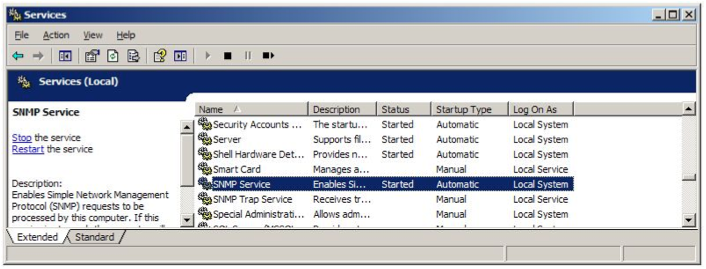 Services
File Action View Help
Services (Local)
SNMP Service
Stop the service
Restart the service
Description:
Enables Simple Network Management
Protocol (SNMP) requests to be
processed by this computer. If this
Name Description Status Startup Type Log On As
Security Accounts ... The startu... Started Automatic Local System
Server Supports fil... Started Automatic Local System
Shell Hardware Det... Provides n... Started Automatic Local System
Smart Card Manages a... Manual Local Service
SNMP Service Enables Si... Started Automatic Local System
SNMP Trap Service Receives tr... Manual Local Service
Special Administrati... Allows adm... Manual Local System
Extended Standard